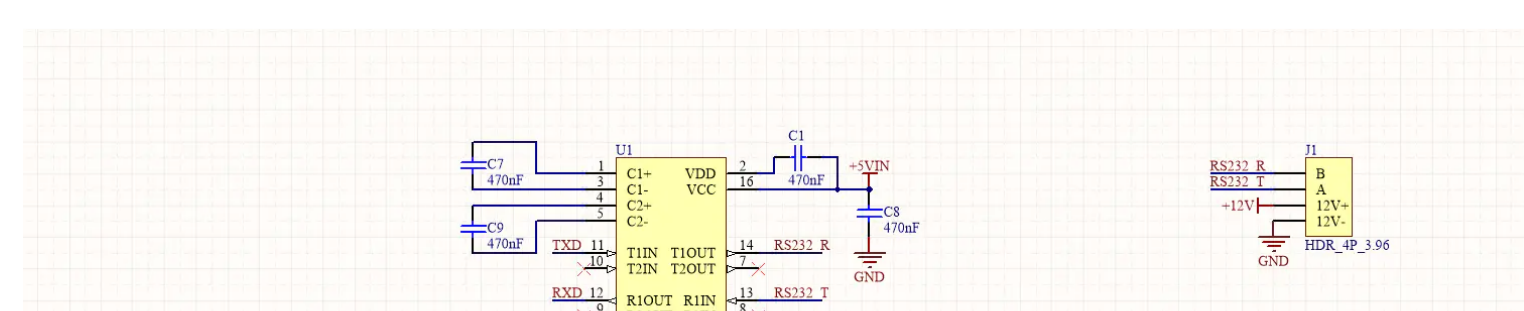 C1
U1
J1
C7
470nF
1
C1+
VDD
2
470nF
+5VIN
RS232_R
B
3
C1-
VCC
16
RS232_T
A
4
C2+
+12V
12V+
C9
470nF
5
C2-
C8
470nF
12V-
TXD
11
T1IN
T1OUT
14
RS232_R
GND
HDR_4P_3.96
10
T2IN
T2OUT
7
GND
RXD
12
R1OUT
R1IN
13
RS232_T
9
8